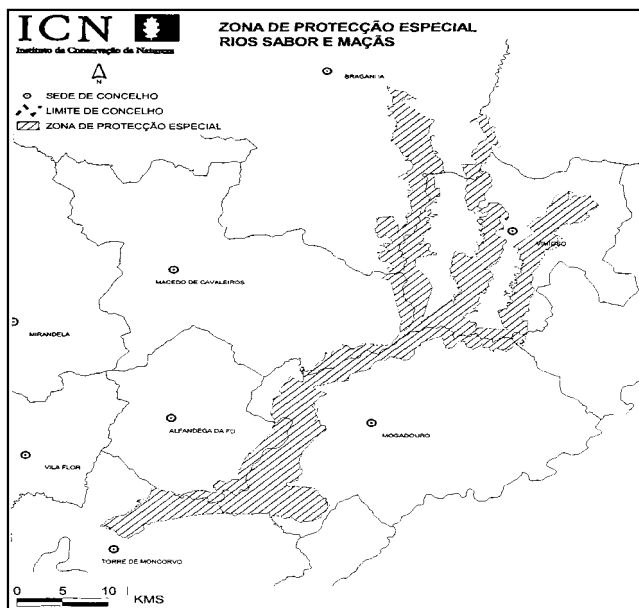 ICN
Instituto da Conservação da Natureza
ZONA DE PROTECÇÃO ESPECIAL
RIOS SABOR E MAÇÃS
N
SEDE DE CONCELHO
LIMITE DE CONCELHO
ZONA DE PROTECÇÃO ESPECIAL
BRAGANHA
VIMIOSO
MACEDO DE CAVALEIROS
MIRANDELA
ALFANDEGA DA FÉ
MOGADOURO
VILA FLOR
TORRE DE MONCORVO
0 5 10 KMS